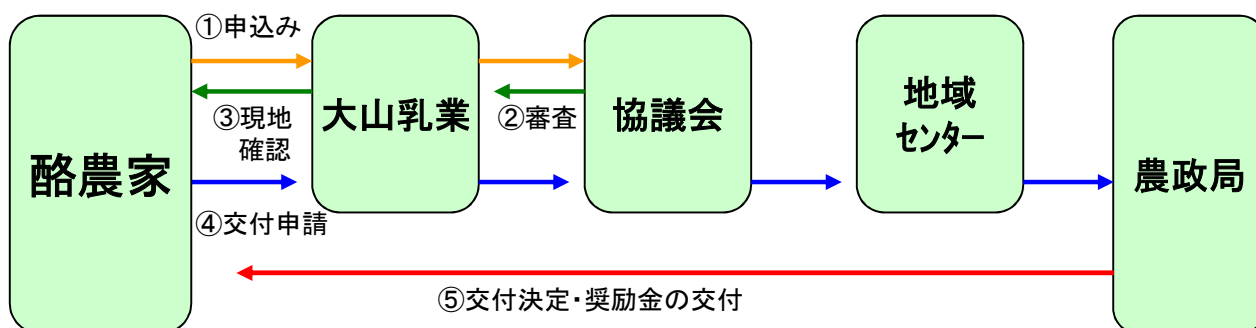 ①申込み
酪農家
大山乳業
協議会
地域
センター
農政局
③現地
確認
②審査
④交付申請
⑤交付決定・奨励金の交付